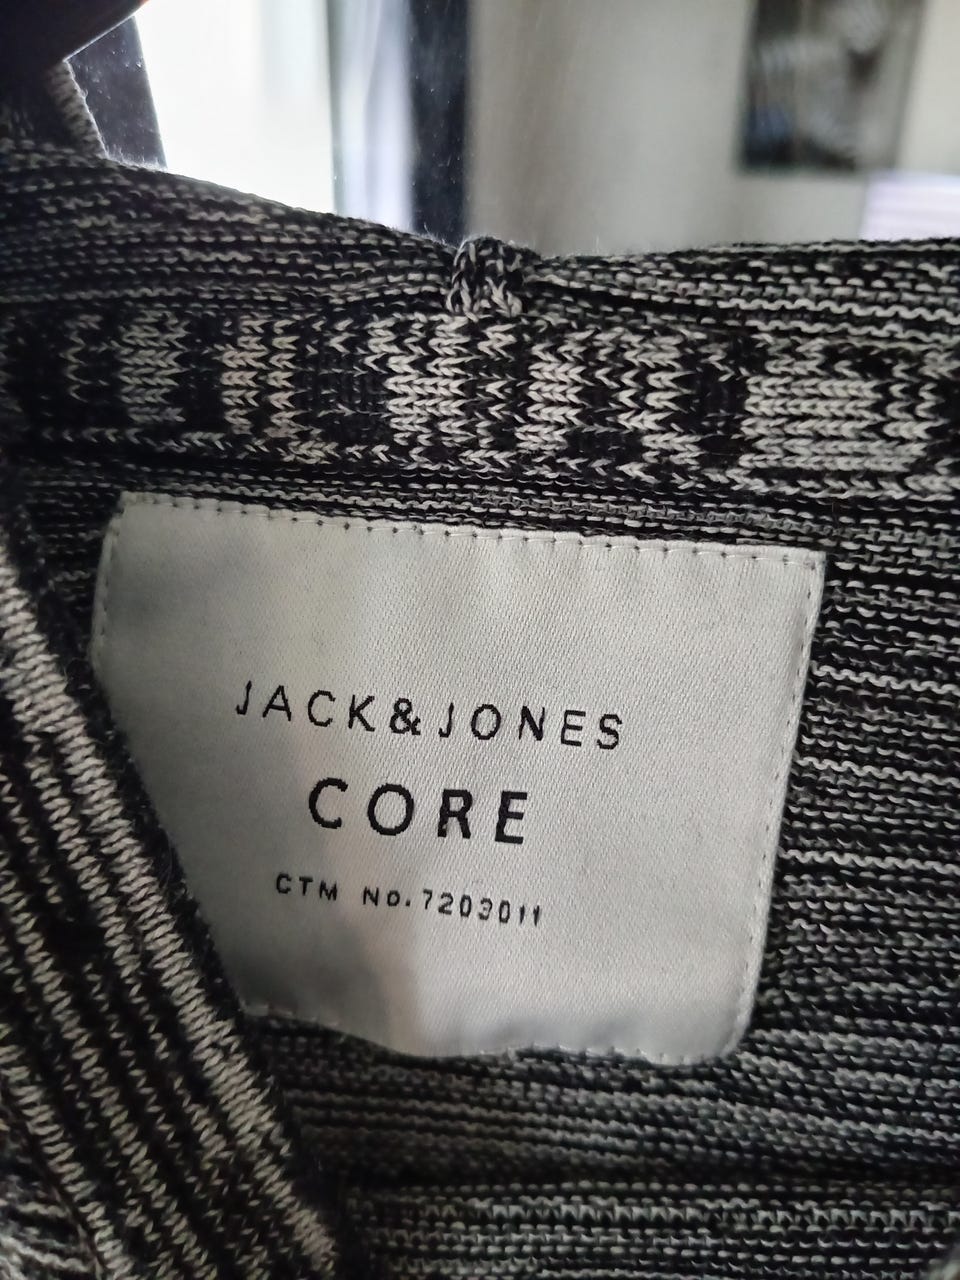 JACK&JONES
CORE
CTM No. 7203011